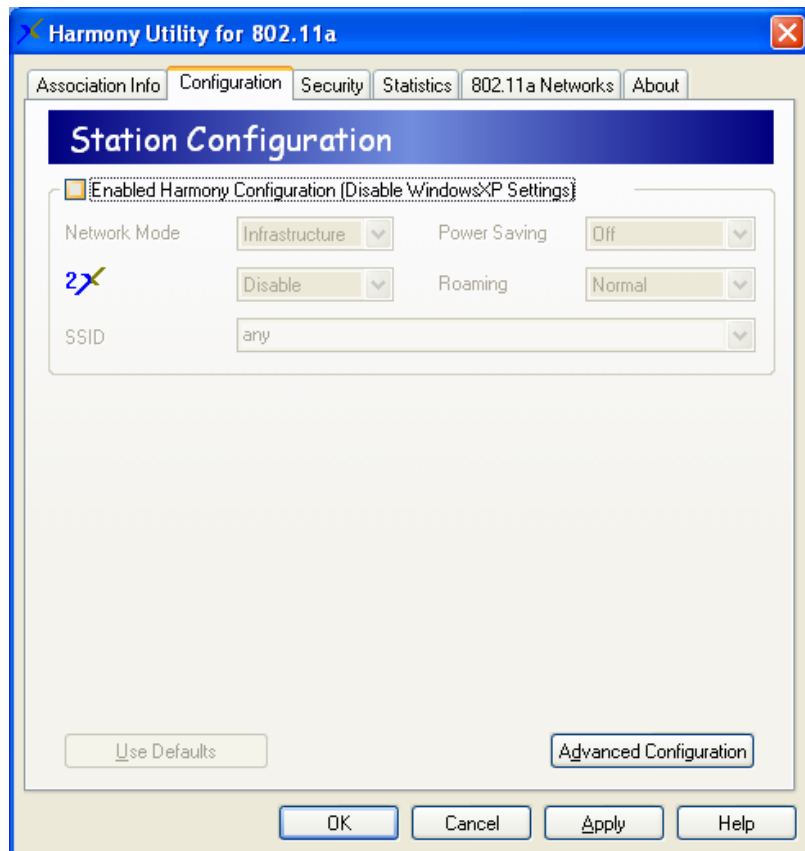 Harmony Utility for 802.11a
Association Info Configuration Security Statistics 802.11a Networks About
Station Configuration
Enabled Harmony Configuration (Disable WindowsXP Settings)
Network Mode Infrastructure Power Saving Off
2X Disable Roaming Normal
SSID any
Use Defaults Advanced Configuration
OK Cancel Apply Help